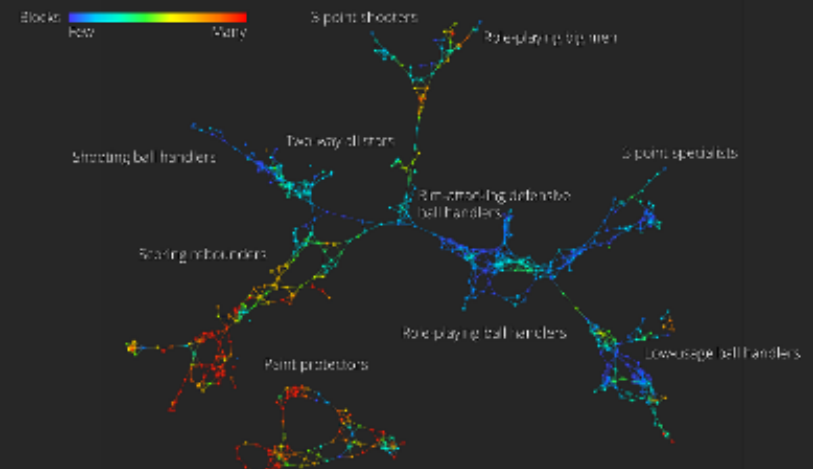 Blocks
Few Many
3 point shooters
Role-playing big men
Two way all stars
Shooting ball handlers
3 point specialists
Rim-attacking defensive
ball handlers
Scoring rebounders
Role-playing ball handlers
Low-usage ball handlers
Paint protectors